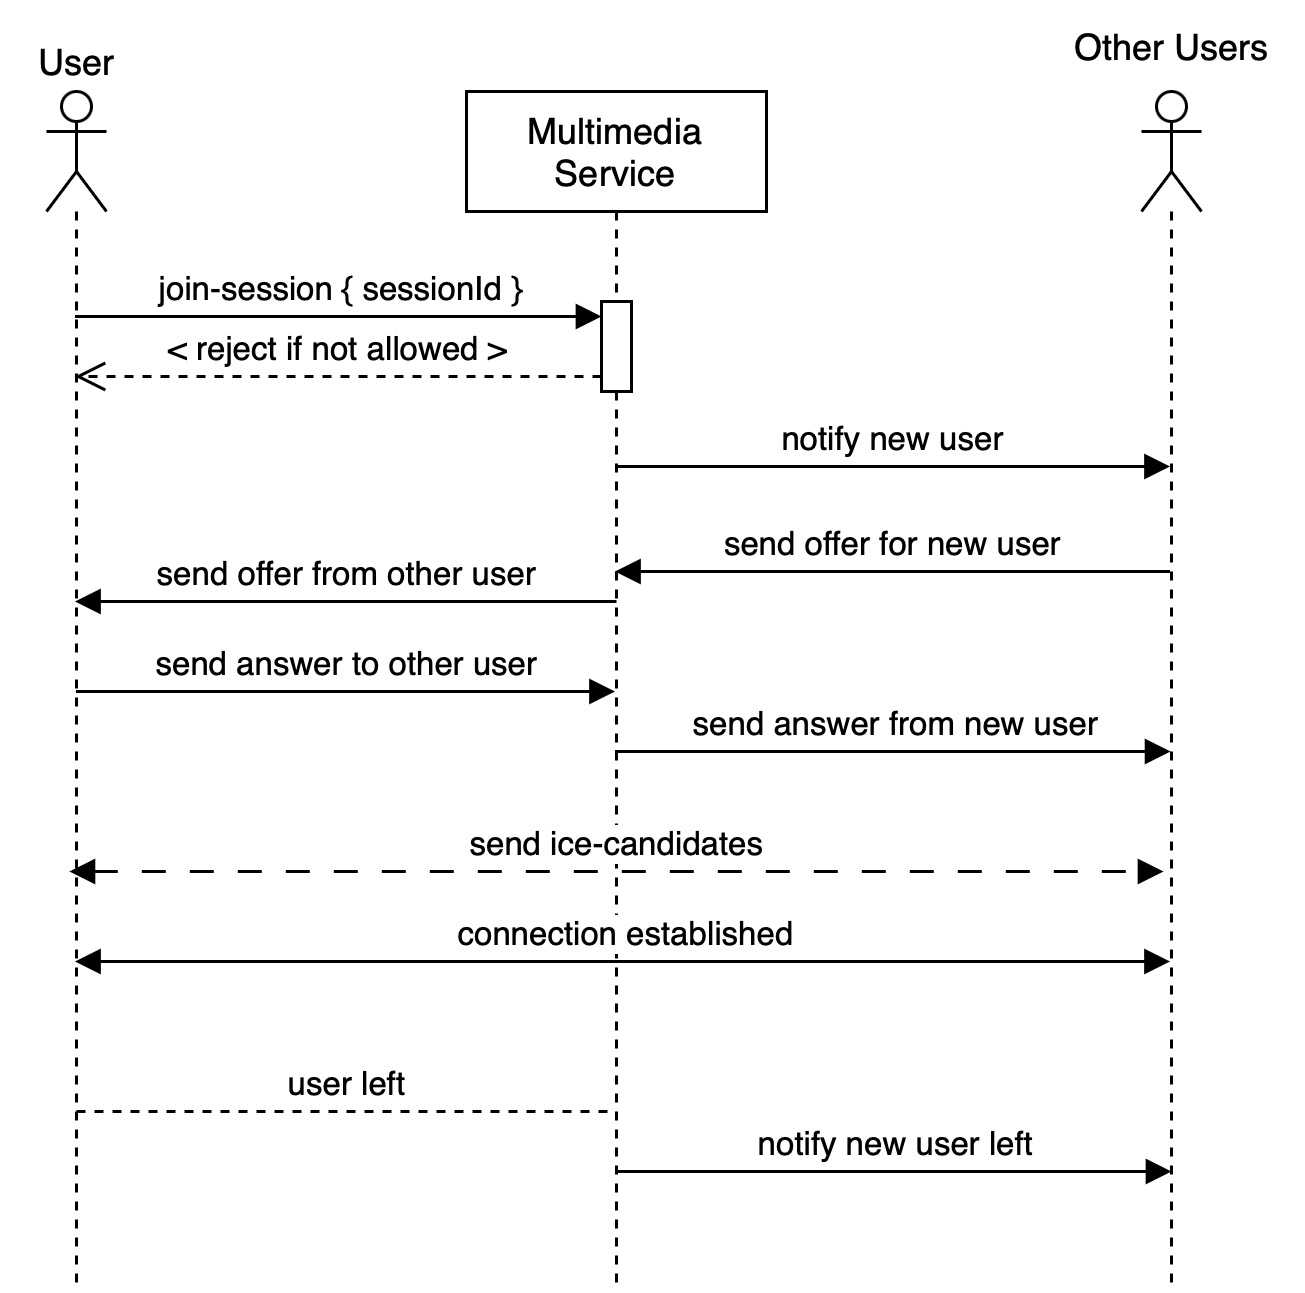 User
Other Users
Multimedia
Service
join-session { sessionId }
< reject if not allowed >
notify new user
send offer for new user
send offer from other user
send answer to other user
send answer from new user
send ice-candidates
connection established
user left
notify new user left